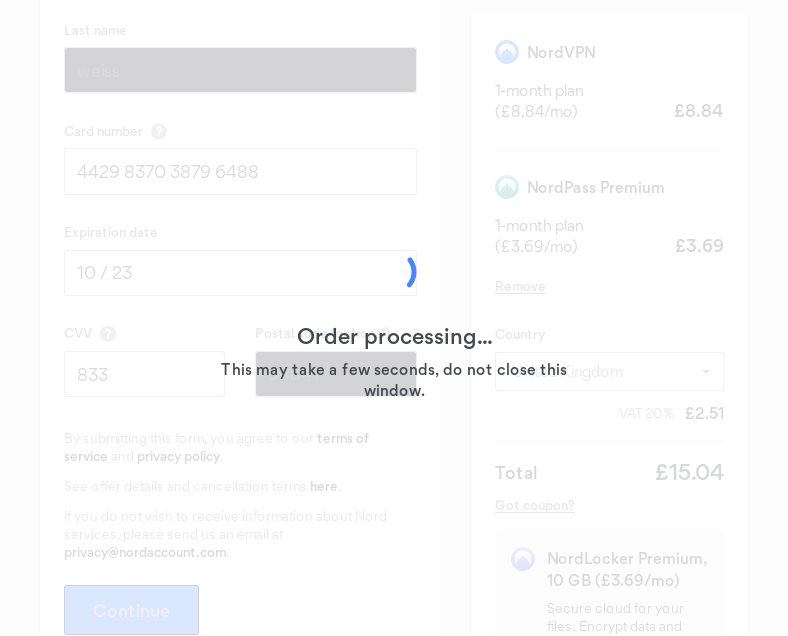 Last name
weiss
Card number ?
4429 8370 3879 6488
Expiration date
10 / 23
CVV ?
833
Order processing...
This may take a few seconds, do not close this
window.
By submitting this form, you agree to our terms of
service and privacy policy.
See offer details and cancellation terms here.
If you do not wish to receive information about Nord
services, please send us an email at
privacy@nordaccount.com.
Continue
NordVPN
1-month plan
(£8.84/mo) £8.84
NordPass Premium
1-month plan
(£3.69/mo) £3.69
Remove
Country
Kingdom
VAT 20% £2.51
Total £15.04
Got coupon?
NordLocker Premium,
10 GB (£3.69/mo)
Secure cloud for your
files. Encrypt data and